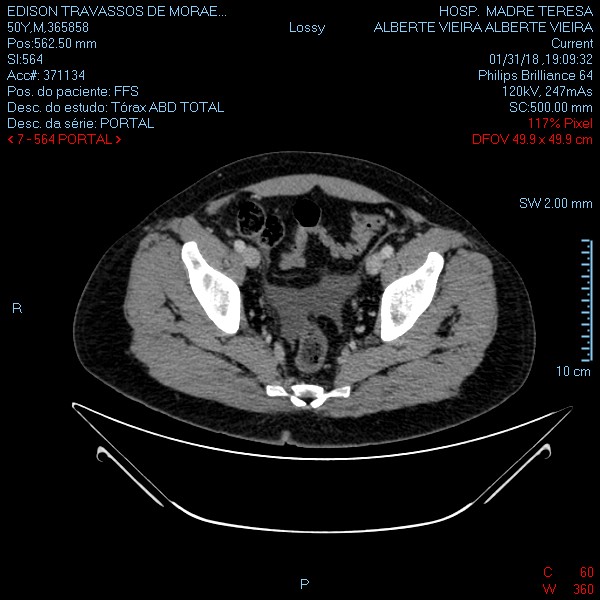 EDISON TRAVASSOS DE MORAE...
50Y,M,365858
Pos:562.50 mm
SI:564
Acc#: 371134
Pos. do paciente: FFS
Desc. do estudo: Tórax ABD TOTAL
Desc. da série: PORTAL
< 7 - 564 PORTAL >
Lossy
HOSP. MADRE TERESA
ALBERTE VIEIRA ALBERTE VIEIRA
Current
01/31/18 ,19:09:32
Philips Brilliance 64
120kV, 247mAs
SC:500.00 mm
117% Pixel
DFOV 49.9 x 49.9 cm
SW 2.00 mm
R
10 cm
P
C 60
W 360